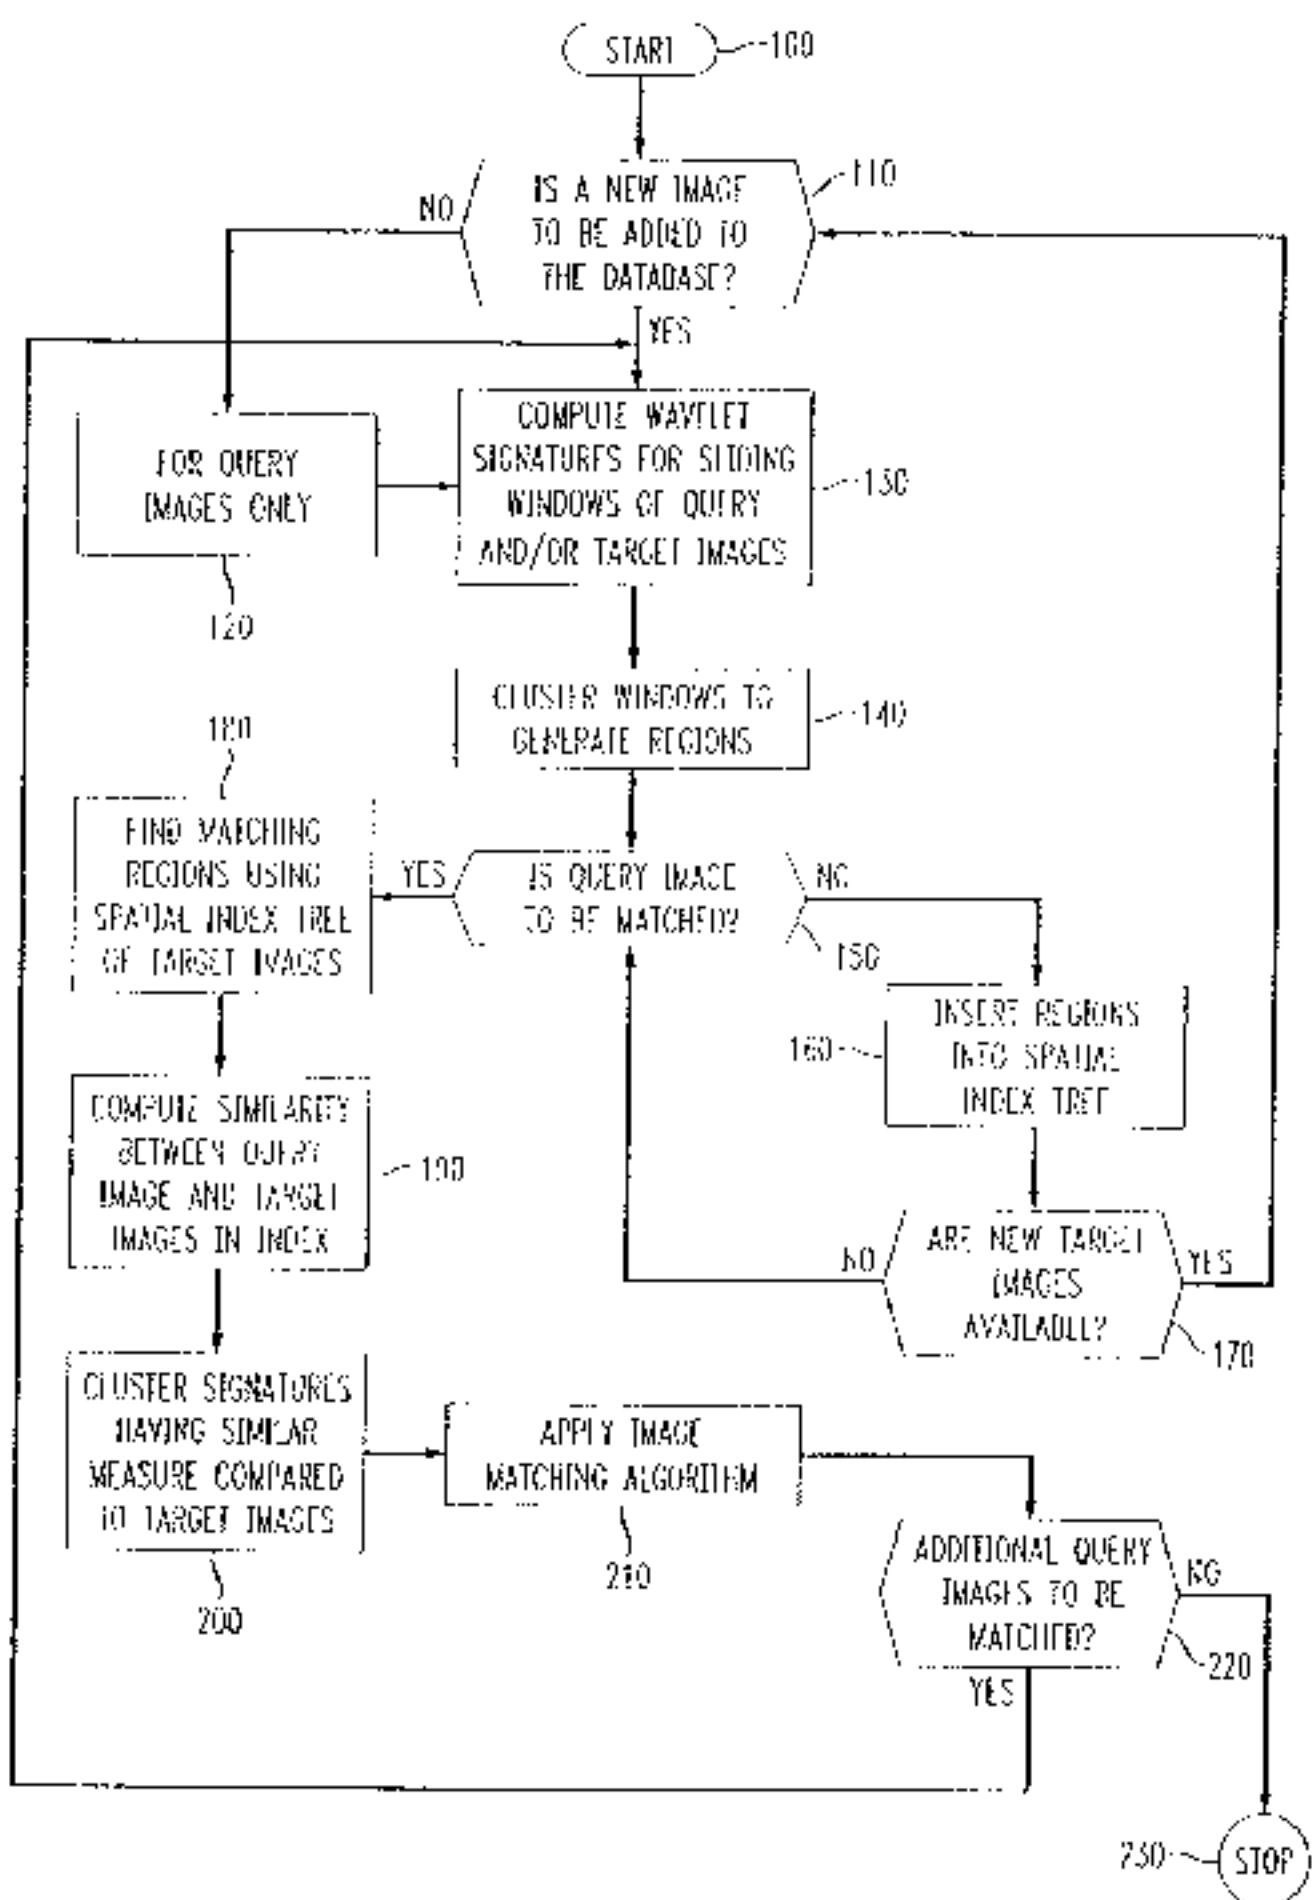 START
100
IS A NEW IMAGE
TO BE ADDED TO
THE DATABASE?
110
NO
YES
FOR QUERY
IMAGES ONLY
120
COMPUTE WAVELET
SIGNATURES FOR SLIDING
WINDOWS OF QUERY
AND/OR TARGET IMAGES
130
CLUSTER WINDOWS TO
GENERATE REGIONS
140
180
FIND MATCHING
REGIONS USING
SPATIAL INDEX TREE
OF TARGET IMAGES
YES
IS QUERY IMAGE
TO BE MATCHED?
NO
150
INSERT REGIONS
INTO SPATIAL
INDEX TREE
160
COMPUTE SIMILARITY
BETWEEN QUERY
IMAGE AND TARGET
IMAGES IN INDEX
190
NO
ARE NEW TARGET
IMAGES
AVAILABLE?
YES
170
CLUSTER SIGNATURES
HAVING SIMILAR
MEASURE COMPARED
TO TARGET IMAGES
200
APPLY IMAGE
MATCHING ALGORITHM
210
ADDITIONAL QUERY
IMAGES TO BE
MATCHED?
NO
220
YES
230
STOP